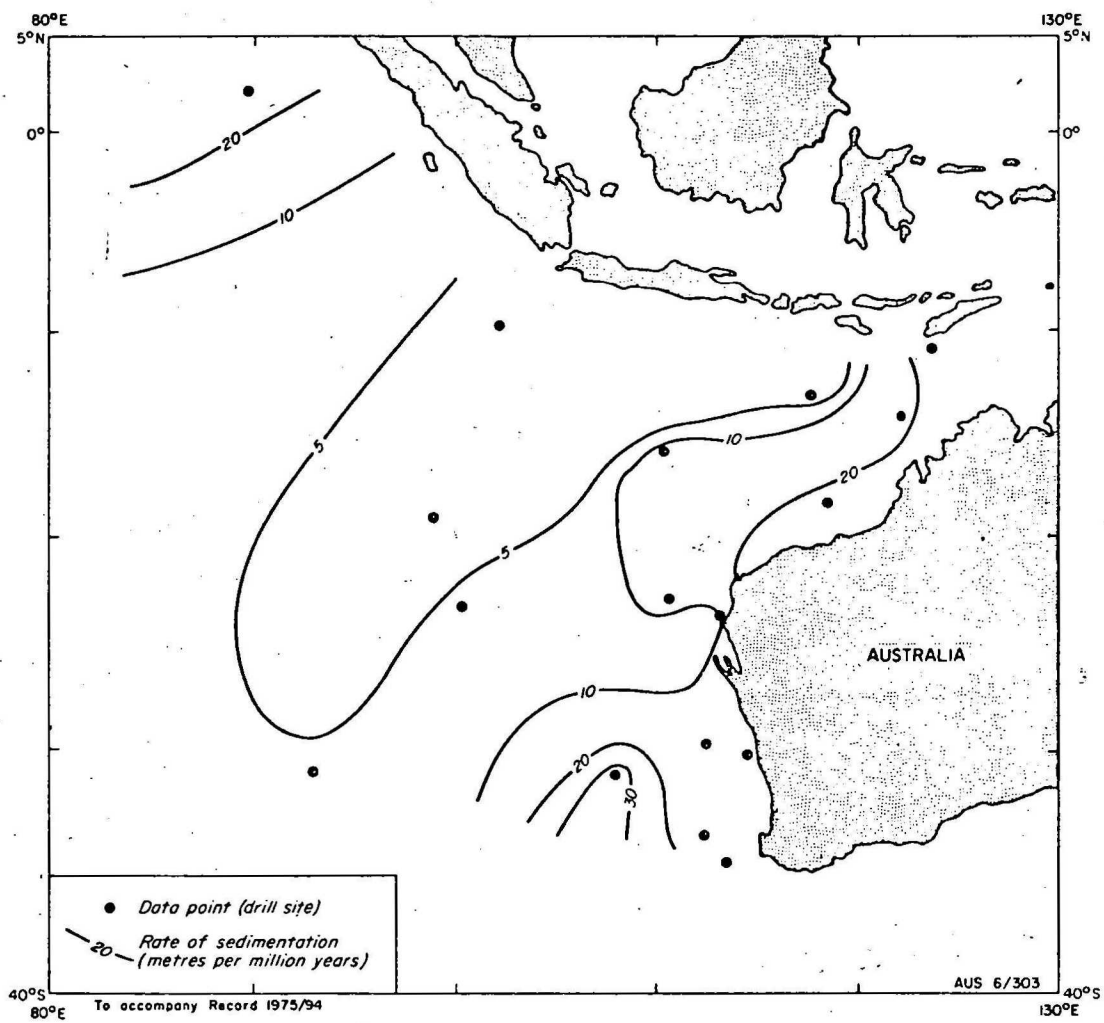 80°E
130°E
5°N
5°N
0°
0°
20
10
5
10
20
5
AUSTRALIA
10
20
30
Data point (drill site)
20
Rate of sedimentation
(metres per million years)
AUS 6/303
40°S
40°S
To accompany Record 1975/94
80°E
130°E